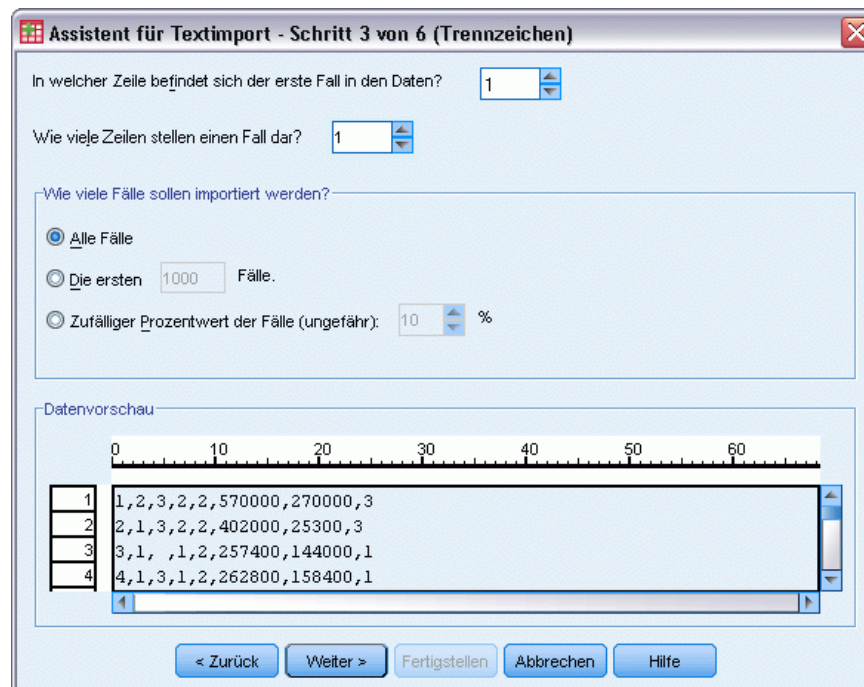 Assistent für Textimport - Schritt 3 von 6 (Trennzeichen)
In welcher Zeile befindet sich der erste Fall in den Daten? 1
Wie viele Zeilen stellen einen Fall dar? 1
Wie viele Fälle sollen importiert werden?
Alle Fälle
Die ersten 1000 Fälle.
Zufälliger Prozentwert der Fälle (ungefähr): 10 %
Datenvorschau
0 10 20 30 40 50 60
1 1,2,3,2,2,570000,270000,3
2 2,1,3,2,2,402000,25300,3
3 3,1, ,1,2,257400,144000,1
4 4,1,3,1,2,262800,158400,1
< Zurück Weiter > Fertigstellen Abbrechen Hilfe